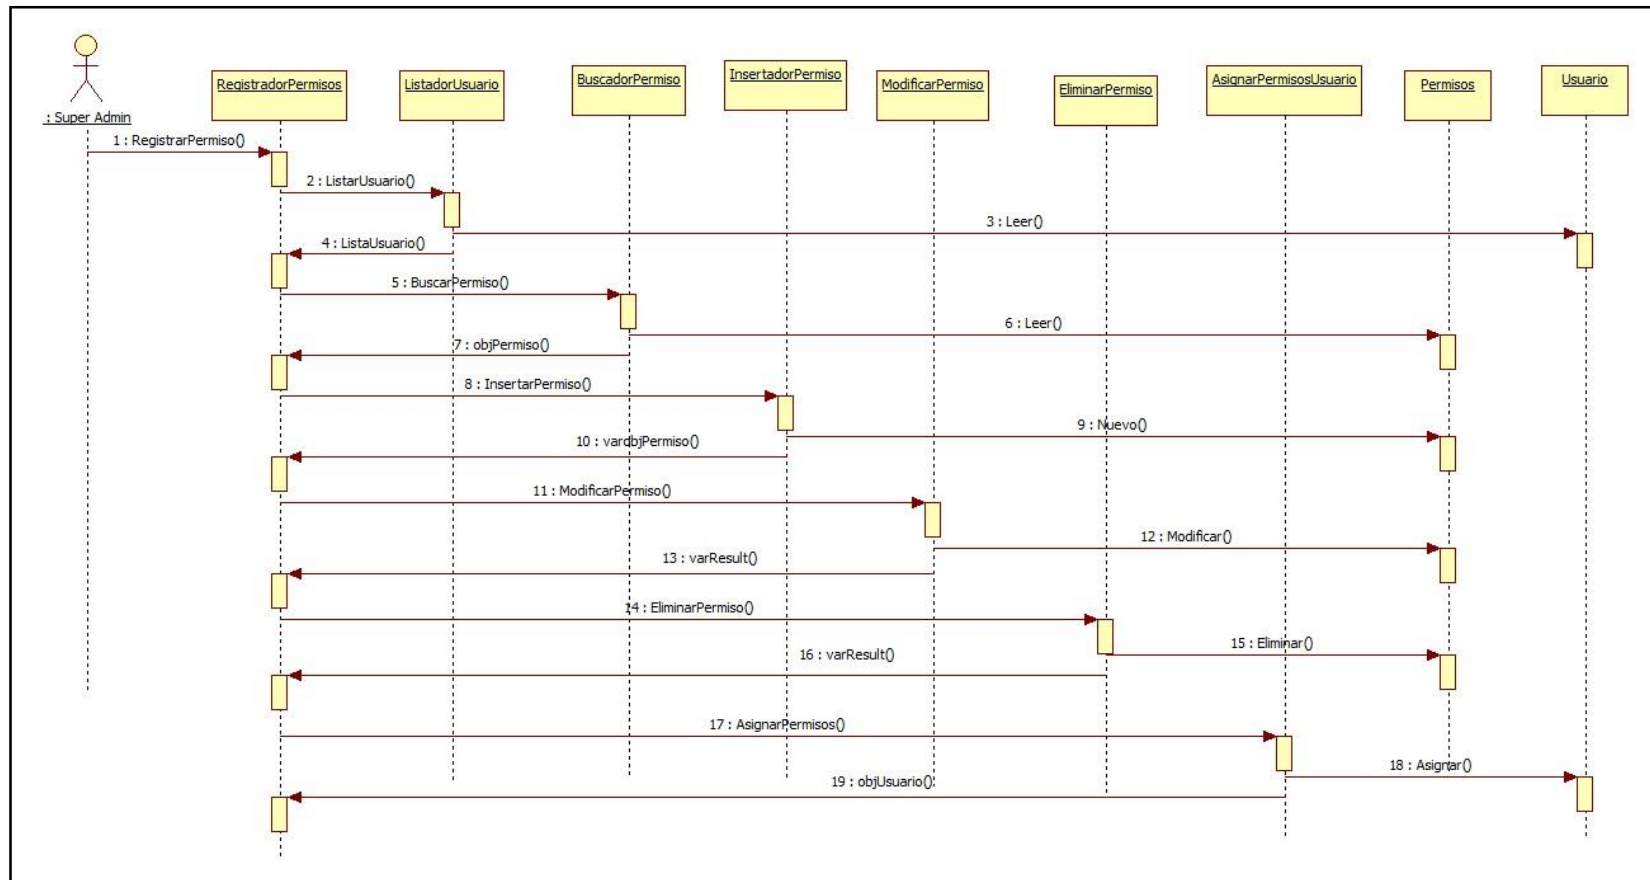 : Super Admin
RegistradorPermisos
ListadorUsuario
BuscadorPermiso
InsertadorPermiso
ModificarPermiso
EliminarPermiso
AsignarPermisosUsuario
Permisos
Usuario
1 : RegistrarPermiso()
2 : ListarUsuario()
3 : Leer()
4 : ListaUsuario()
5 : BuscarPermiso()
6 : Leer()
7 : objPermiso()
8 : InsertarPermiso()
9 : Nuevo()
10 : varobjPermiso()
11 : ModificarPermiso()
12 : Modificar()
13 : varResult()
14 : EliminarPermiso()
15 : Eliminar()
16 : varResult()
17 : AsignarPermisos()
18 : Asignar()
19 : objUsuario()